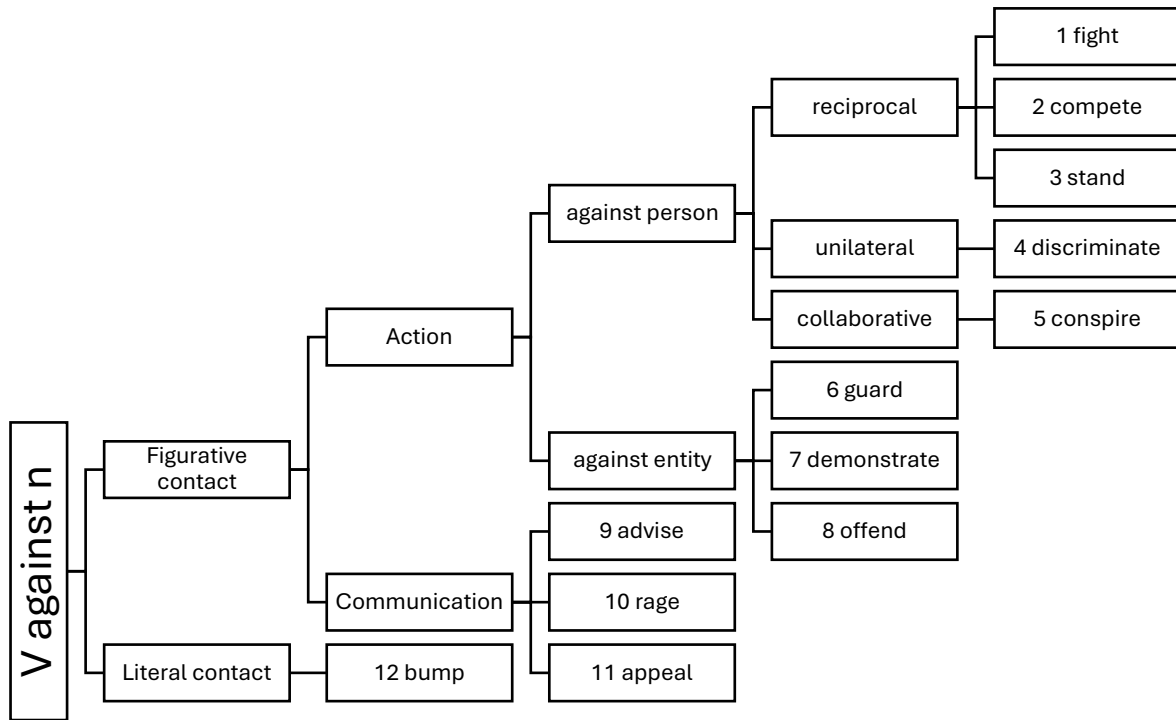 1 fight
reciprocal
2 compete
3 stand
against person
unilateral
4 discriminate
collaborative
5 conspire
Action
6 guard
Figurative
contact
against entity
7 demonstrate
9 advise
8 offend
V against n
Communication
10 rage
Literal contact
12 bump
11 appeal